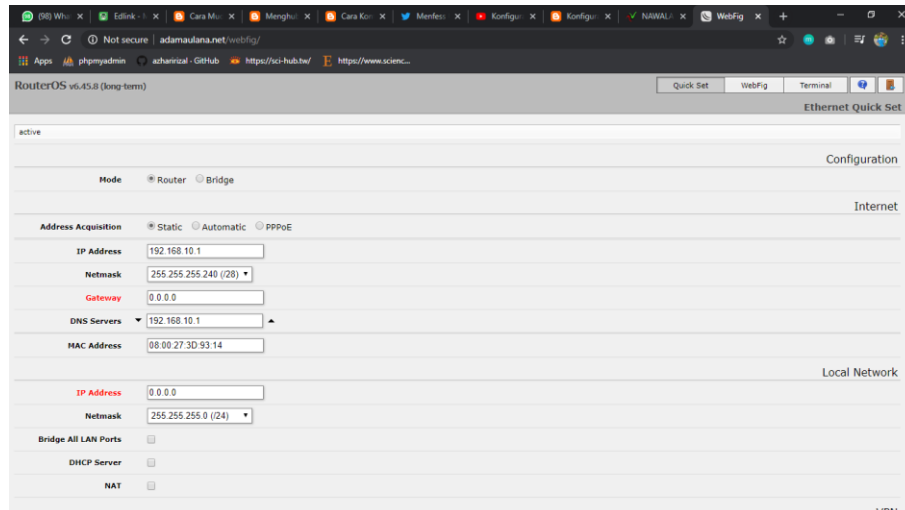 (98) Wha
Edlink -
Cara Mu
Menghu
Cara Kon
Menfess
Konfigur
Konfigur
NAWALA
WebFig
Not secure | adamaulana.net/webfig/
Apps phpmyadmin azharirizal - GitHub https://sci-hub.tw/ https://www.scienc...
RouterOS v6.45.8 (long-term) Quick Set WebFig Terminal
Ethernet Quick Set
active
Configuration
Mode Router Bridge
Internet
Address Acquisition Static Automatic PPPoE
IP Address 192.168.10.1
Netmask 255.255.255.240 (/28)
Gateway 0.0.0.0
DNS Servers 192.168.10.1
MAC Address 08:00:27:3D:93:14
Local Network
IP Address 0.0.0.0
Netmask 255.255.255.0 (/24)
Bridge All LAN Ports
DHCP Server
NAT